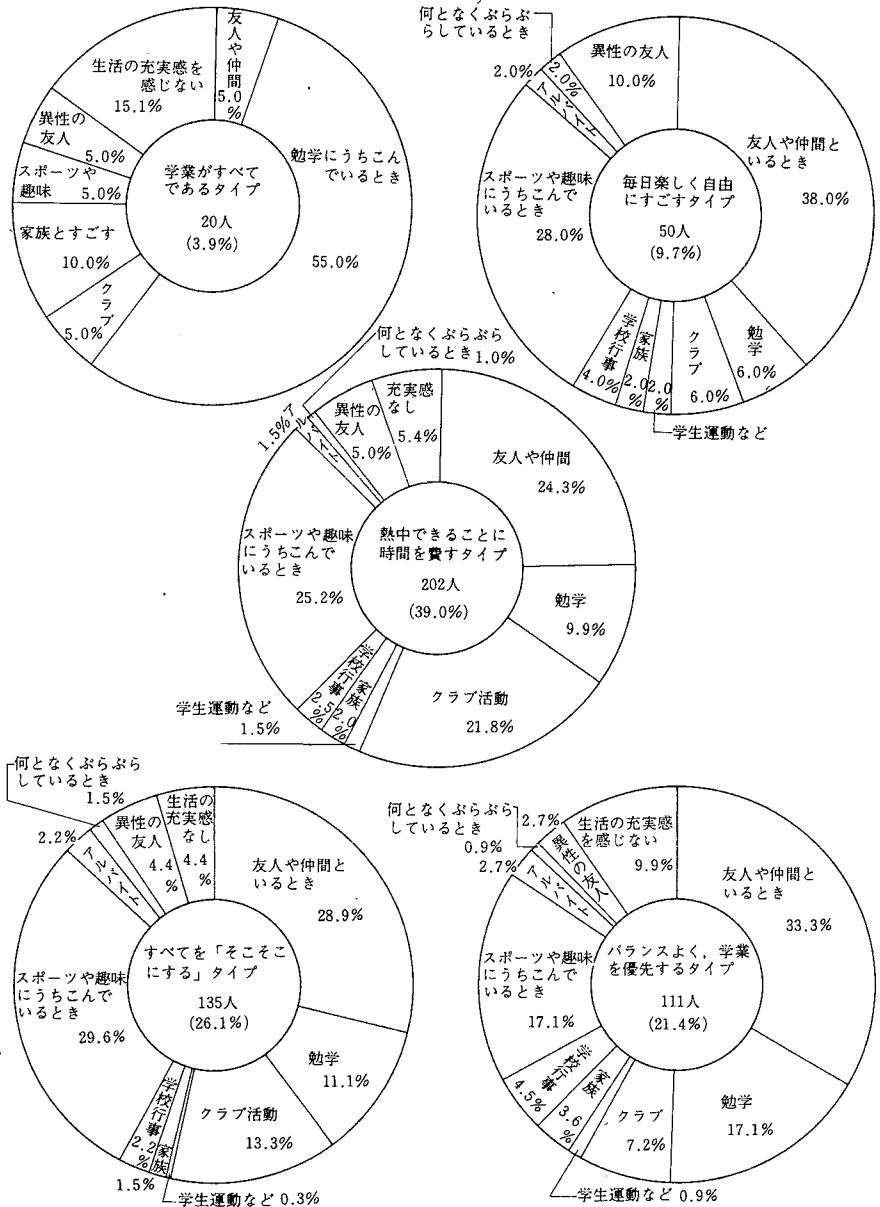 友人や仲間
5.0%
勉学にうちこん
でいるとき
55.0%
クラブ
5.0%
家族とすごす
10.0%
スポーツや
趣味 5.0%
異性の
友人
5.0%
生活の充実感を
感じない
15.1%
学業がすべて
であるタイプ
20人
(3.9%)
何となくぶらぶ
らしているとき
2.0%
アルバイト
2.0%
異性の友人
10.0%
友人や仲間と
いるとき
38.0%
勉学
6.0%
クラブ
6.0%
学生運動など
2.0%
家族
2.0%
学校行事
4.0%
スポーツや趣味
にうちこんで
いるとき
28.0%
毎日楽しく自由
にすごすタイプ
50人
(9.7%)
何となくぶらぶら
しているとき 1.0%
アルバイト
1.5%
異性の
友人
5.0%
充実感
なし
5.4%
友人や仲間
24.3%
勉学
9.9%
クラブ活動
21.8%
学生運動など
1.5%
家族
2.0%
学校行事
2.5%
スポーツや趣味
にうちこんで
いるとき
25.2%
熱中できることに
時間を費すタイプ
202人
(39.0%)
何となくぶらぶら
しているとき
1.5%
アルバイト
2.2%
異性の
友人
4.4%
生活の
充実感
なし
4.4%
友人や仲間と
いるとき
28.9%
勉学
11.1%
クラブ活動
13.3%
学生運動など 0.3%
家族
1.5%
学校行事
2.2%
スポーツや趣味
にうちこんで
いるとき
29.6%
すべてを「そこそこ
にする」タイプ
135人
(26.1%)
何となくぶらぶら
しているとき
0.9%
アルバイト
2.7%
異性の友人
2.7%
生活の充実感
を感じない
9.9%
友人や仲間と
いるとき
33.3%
勉学
17.1%
クラブ
7.2%
学生運動など 0.9%
家族
3.6%
学校行事
4.5%
スポーツや趣味
にうちこんで
いるとき
17.1%
バランスよく，学業
を優先するタイプ
111人
(21.4%)